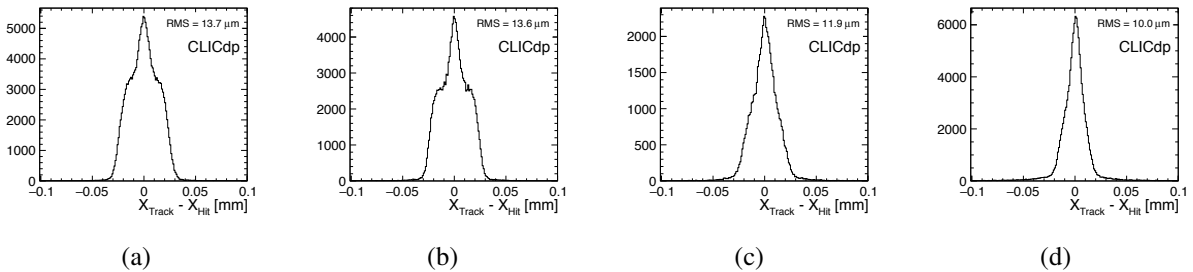 RMS = 13.7 μm
CLICdp
5000
4000
3000
2000
1000
0
−0.1 −0.05 0 0.05 0.1
X_Track - X_Hit [mm]
(a)
RMS = 13.6 μm
CLICdp
5000
4000
3000
2000
1000
0
−0.1 −0.05 0 0.05 0.1
X_Track - X_Hit [mm]
(b)
RMS = 11.9 μm
CLICdp
2000
1500
1000
500
0
−0.1 −0.05 0 0.05 0.1
X_Track - X_Hit [mm]
(c)
RMS = 10.0 μm
CLICdp
6000
4000
2000
0
−0.1 −0.05 0 0.05 0.1
X_Track - X_Hit [mm]
(d)